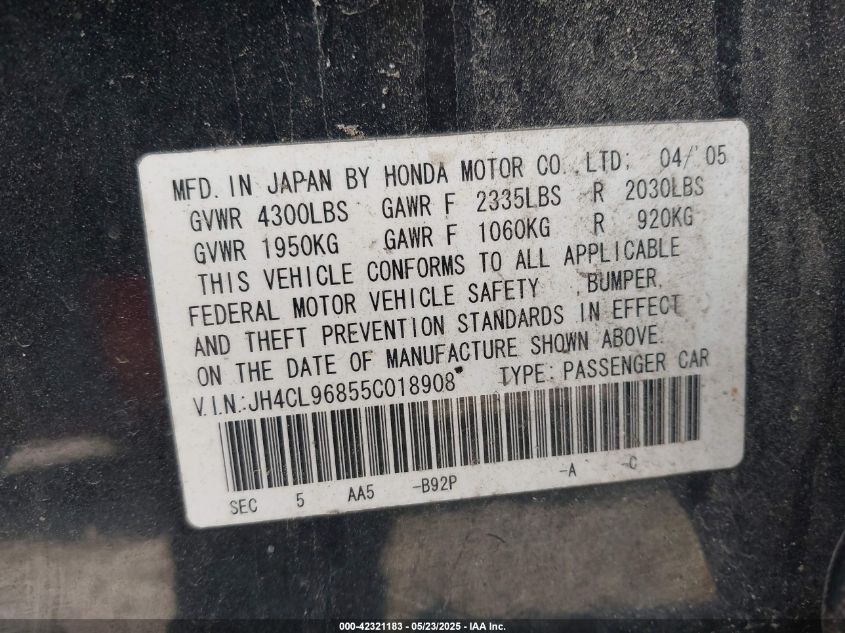 MFD. IN JAPAN BY HONDA MOTOR CO., LTD; 04/'05
GVWR 4300LBS GAWR F 2335LBS R 2030LBS
GVWR 1950KG GAWR F 1060KG R 920KG
THIS VEHICLE CONFORMS TO ALL APPLICABLE
FEDERAL MOTOR VEHICLE SAFETY, BUMPER,
AND THEFT PREVENTION STANDARDS IN EFFECT
ON THE DATE OF MANUFACTURE SHOWN ABOVE.
V.I.N.:JH4CL96855C018908 TYPE: PASSENGER CAR
SEC 5 AA5 -B92P -A -C
000-42321183 - 05/23/2025 - IAA Inc.